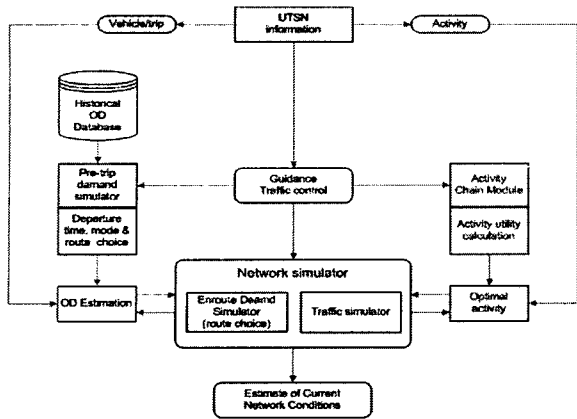 Vehicle/trip
UTSN
information
Activity
Historical
OD
Database
Pre-trip
damand
simulator
Departure
time, mode &
route choice
Guidance
Traffic control
Activity
Chain Module
Activity utility
calculation
OD Estimation
Network simulator
Enroute Deamd
Simulator
(route choice)
Traffic simulator
Optimal
activity
Estimate of Current
Network Conditions